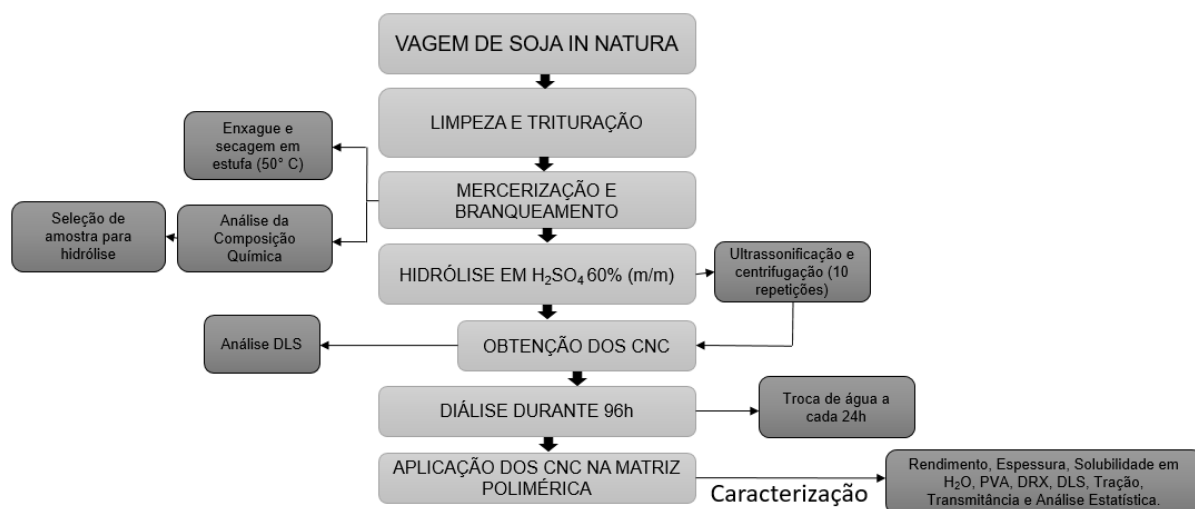 VAGEM DE SOJA IN NATURA
LIMPEZA E TRITURAÇÃO
Enxague e
secagem em
estufa (50° C)
MERCERIZAÇÃO E
BRANQUEAMENTO
Seleção de
amostra para
hidrólise
Análise da
Composição
Química
HIDRÓLISE EM H₂SO₄ 60% (m/m)
Ultrassonificação e
centrifugação (10
repetições)
Análise DLS
OBTENÇÃO DOS CNC
DIÁLISE DURANTE 96h
Troca de água a
cada 24h
APLICAÇÃO DOS CNC NA MATRIZ
POLIMÉRICA
Caracterização
Rendimento, Espessura, Solubilidade em
H₂O, PVA, DRX, DLS, Tração,
Transmitância e Análise Estatística.